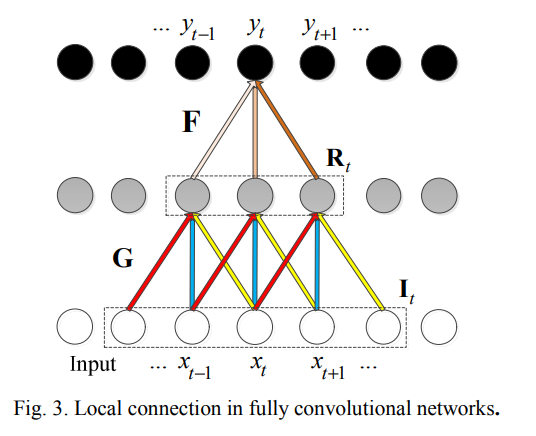 ... y_{t-1} y_t y_{t+1} ...
F
R_t
G
I_t
Input ... x_{t-1} x_t x_{t+1} ...
Fig. 3. Local connection in fully convolutional networks.